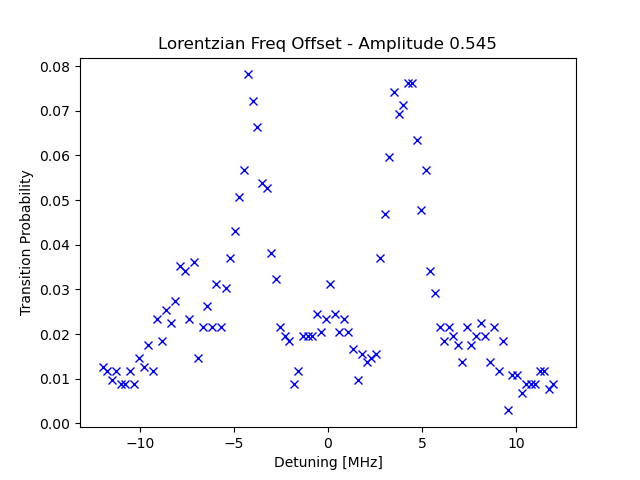 Lorentzian Freq Offset - Amplitude 0.545
Transition Probability
0.08
0.07
0.06
0.05
0.04
0.03
0.02
0.01
0.00
−10 −5 0 5 10
Detuning [MHz]